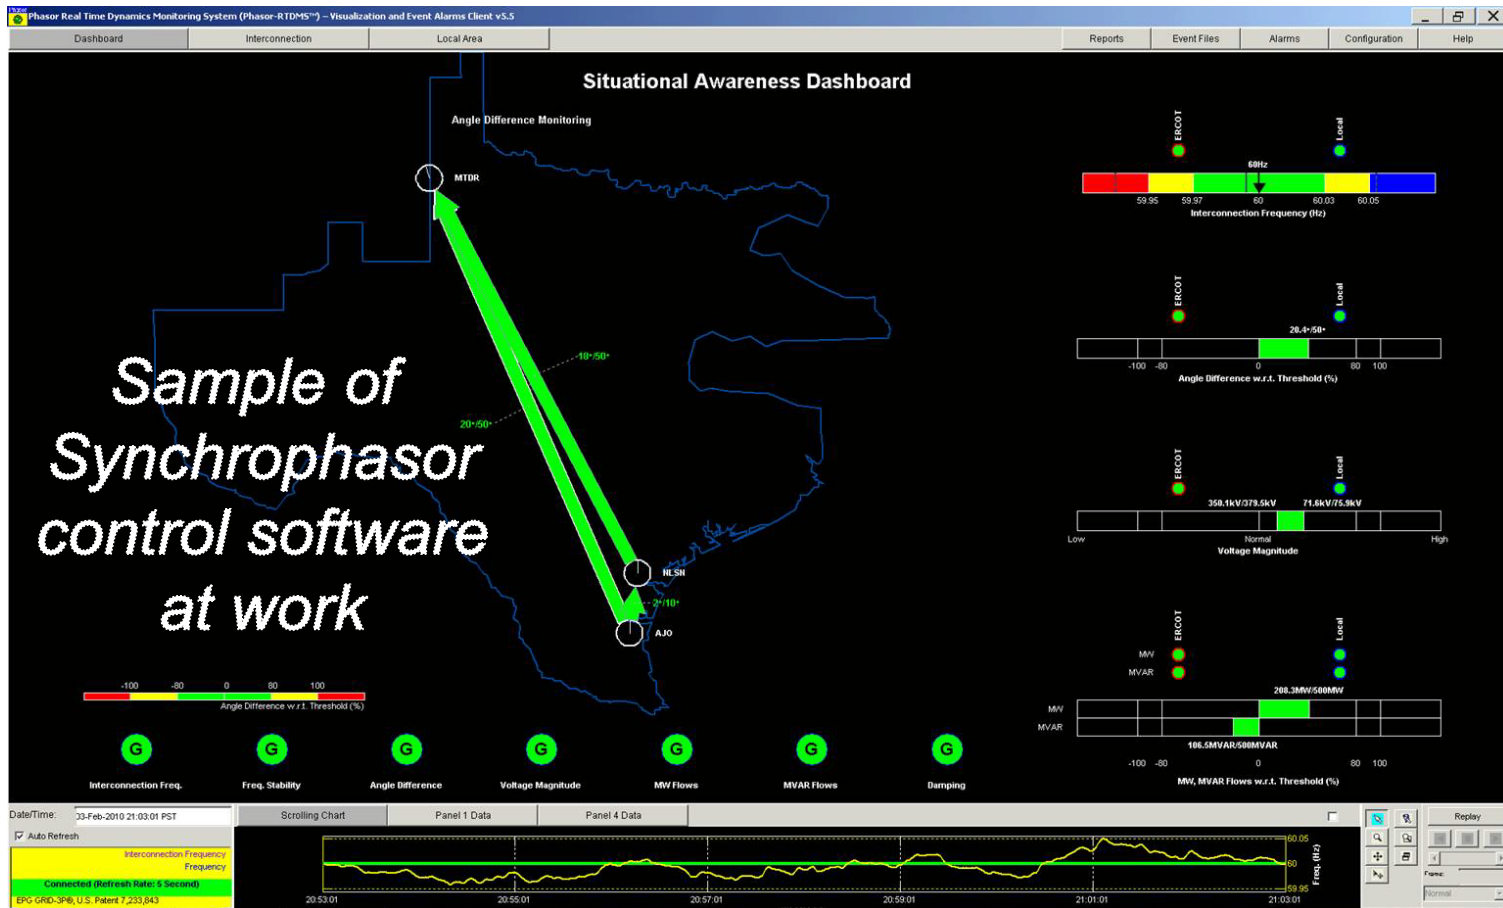 Phasor Real Time Dynamics Monitoring System (Phasor-RTDMS™) – Visualization and Event Alarms Client v5.5
Dashboard
Interconnection
Local Area
Reports
Event Files
Alarms
Configuration
Help
Situational Awareness Dashboard
Angle Difference Monitoring
MTDR
18°/50°
20°/50°
NLSN
2°/10°
AJO
Sample of
Synchrophasor
control software
at work
-100 -80 0 80 100
Angle Difference w.r.t. Threshold (%)
G G G G G G G
Interconnection Freq.
Freq. Stability
Angle Difference
Voltage Magnitude
MW Flows
MVAR Flows
Damping
ERCOT
Local
60Hz
59.95 59.97 60 60.03 60.05
Interconnection Frequency (Hz)
ERCOT
Local
20.4°/50°
-100 -80 0 80 100
Angle Difference w.r.t. Threshold (%)
ERCOT
Local
350.1kV/379.5kV
71.6kV/75.9kV
Low Normal High
Voltage Magnitude
ERCOT
Local
MW
MVAR
208.3MW/500MW
MW
MVAR
106.5MVAR/500MVAR
-100 -80 0 80 100
MW, MVAR Flows w.r.t. Threshold (%)
Date/Time: 03-Feb-2010 21:03:01 PST
Auto Refresh
Interconnection Frequency
Frequency
Connected (Refresh Rate: 5 Second)
EPG GRID-3P®, U.S. Patent 7,233,843
Scrolling Chart
Panel 1 Data
Panel 4 Data
60.05
60
59.95
Freq. (Hz)
20:53:01 20:55:01 20:57:01 20:59:01 21:01:01 21:03:01
Replay
Normal